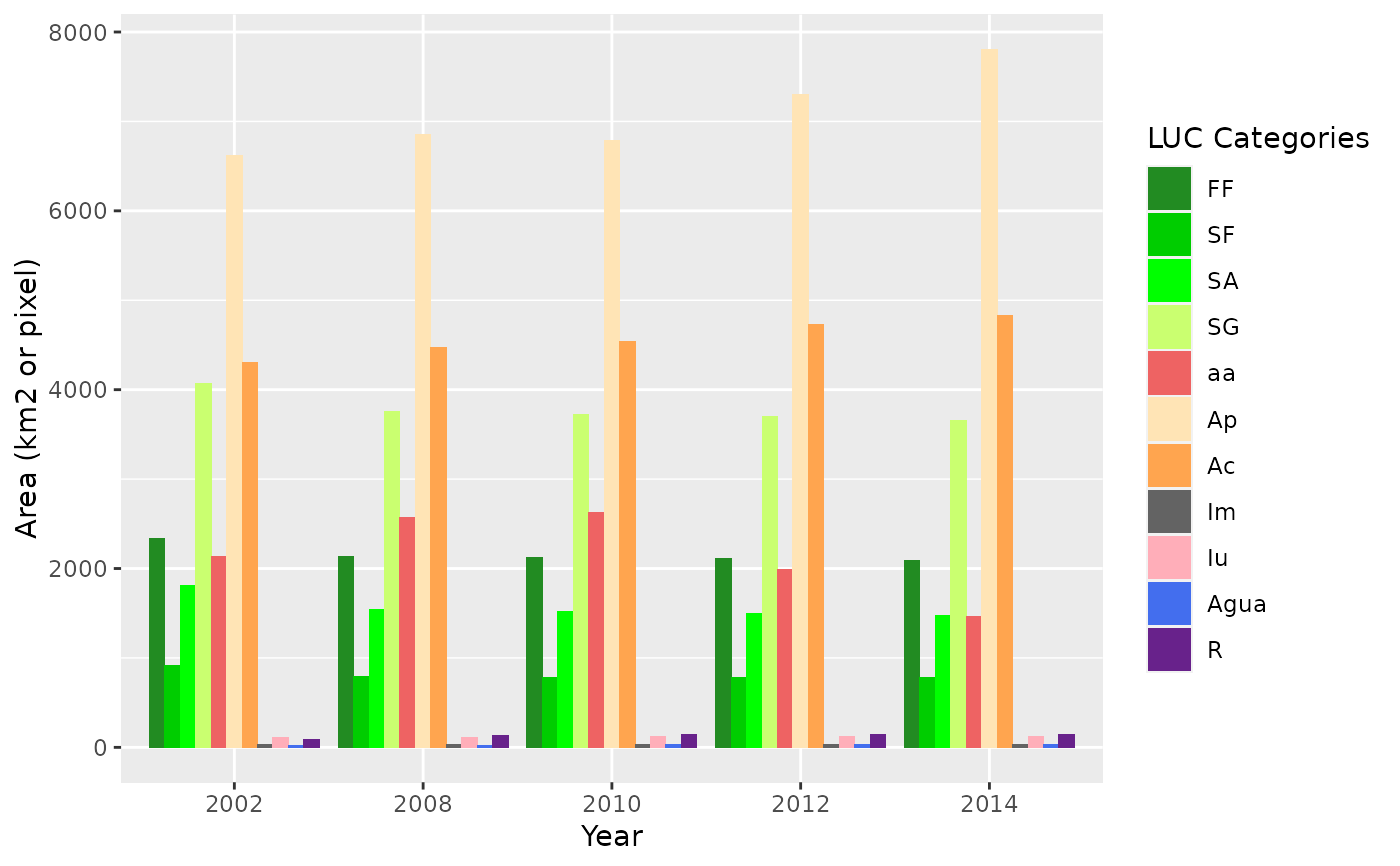 8000
6000
4000
2000
0
Area (km2 or pixel)
2002 2008 2010 2012 2014
Year
LUC Categories
FF
SF
SA
SG
aa
Ap
Ac
Im
Iu
Agua
R